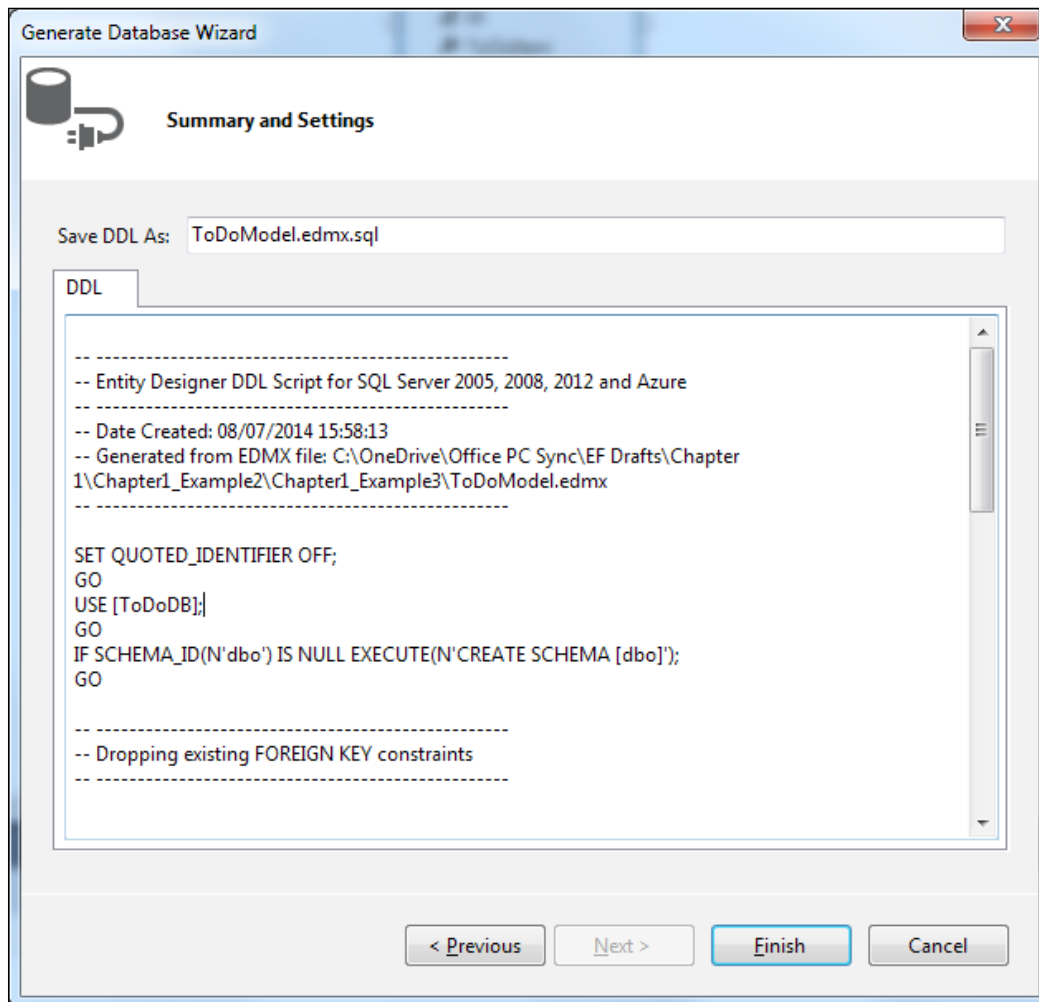 Generate Database Wizard
Summary and Settings
Save DDL As: ToDoModel.edmx.sql
DDL
-- --------------------------------------------------
-- Entity Designer DDL Script for SQL Server 2005, 2008, 2012 and Azure
-- --------------------------------------------------
-- Date Created: 08/07/2014 15:58:13
-- Generated from EDMX file: C:\OneDrive\Office PC Sync\EF Drafts\Chapter
1\Chapter1_Example2\Chapter1_Example3\ToDoModel.edmx
-- --------------------------------------------------
SET QUOTED_IDENTIFIER OFF;
GO
USE [ToDoDB];
GO
IF SCHEMA_ID(N'dbo') IS NULL EXECUTE(N'CREATE SCHEMA [dbo]');
GO
-- --------------------------------------------------
-- Dropping existing FOREIGN KEY constraints
-- --------------------------------------------------
< Previous Next > Finish Cancel